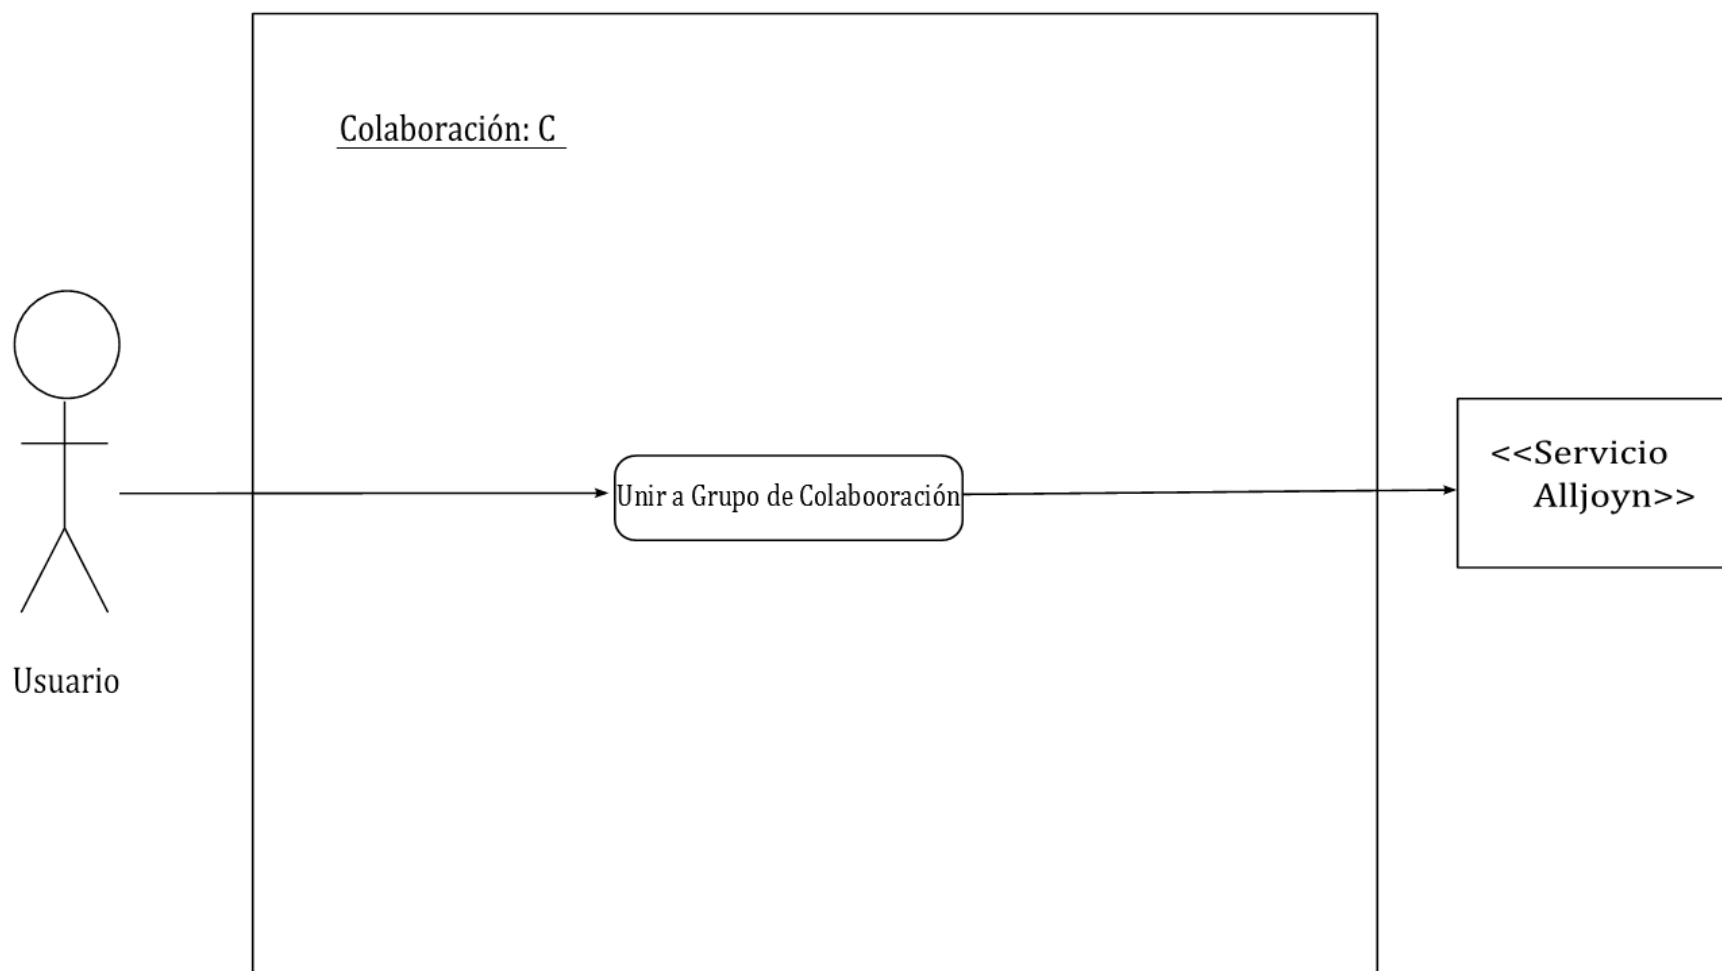 Colaboración: C
Unir a Grupo de Colabooración
<<Servicio
Alljoyn>>
Usuario